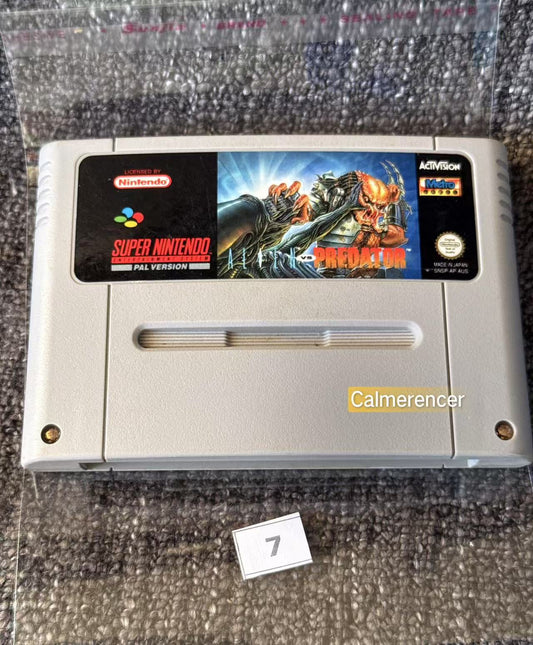 LICENSED BY
Nintendo
SUPER NINTENDO
ENTERTAINMENT SYSTEM
PAL VERSION
ALIEN VS PREDATOR™
ACTIVISION
MADE IN JAPAN
SNSP-AP AUS
Calmerencer
7